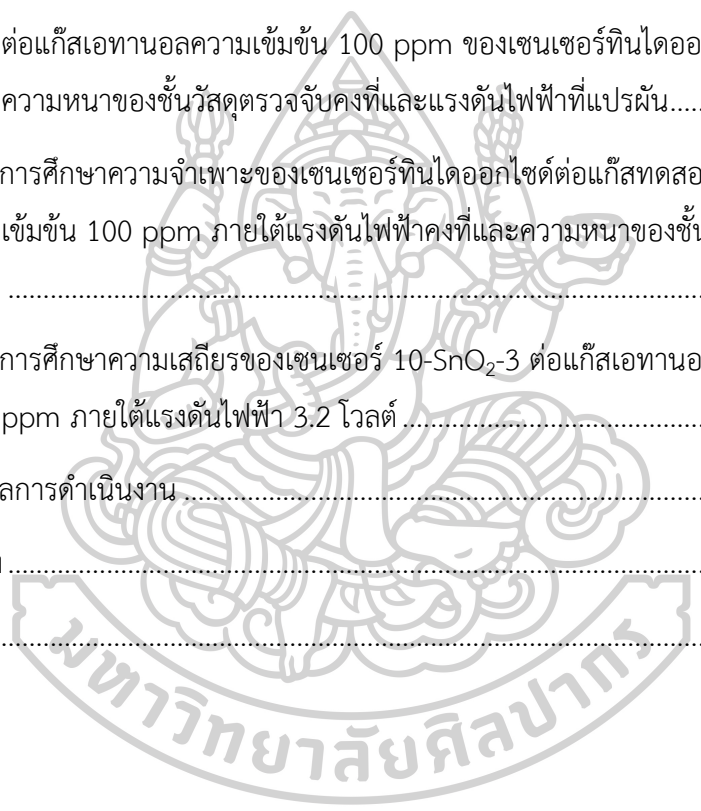 ต่อแก๊สเอทานอลความเข้มข้น 100 ppm ของเซนเซอร์ทินไดออ
ความหนาของชั้นวัสดุตรวจจับคงที่และแรงดันไฟฟ้าที่แปรผัน.....
การศึกษาความจำเพาะของเซนเซอร์ทินไดออกไซด์ต่อแก๊สทดสอ
เข้มข้น 100 ppm ภายใต้แรงดันไฟฟ้าคงที่และความหนาของชั้น
................................................................................
การศึกษาความเสถียรของเซนเซอร์ 10-SnO₂-3 ต่อแก๊สเอทานอ
ppm ภายใต้แรงดันไฟฟ้า 3.2 โวลต์ .............................................
ลการดำเนินงาน ...........................................................................
................................................................................
................................................................................
มหาวิทยาลัยศิลปากร